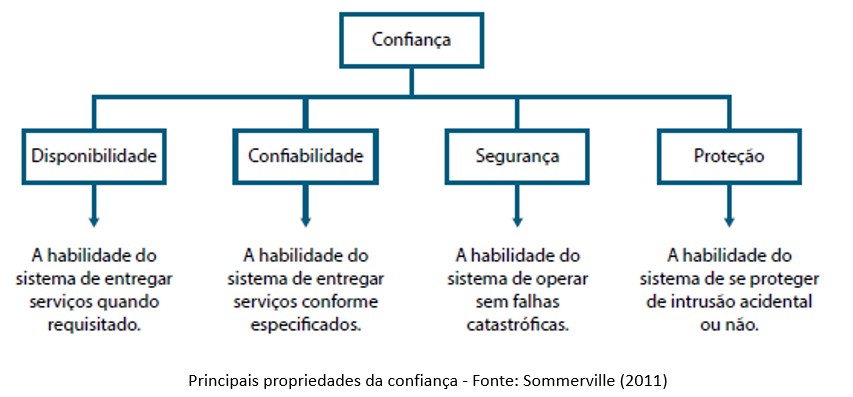 Confiança
Disponibilidade
Confiabilidade
Segurança
Proteção
A habilidade do
sistema de entregar
serviços quando
requisitado.
A habilidade do
sistema de entregar
serviços conforme
especificados.
A habilidade do
sistema de operar
sem falhas
catastróficas.
A habilidade do
sistema de se proteger
de intrusão acidental
ou não.
Principais propriedades da confiança - Fonte: Sommerville (2011)